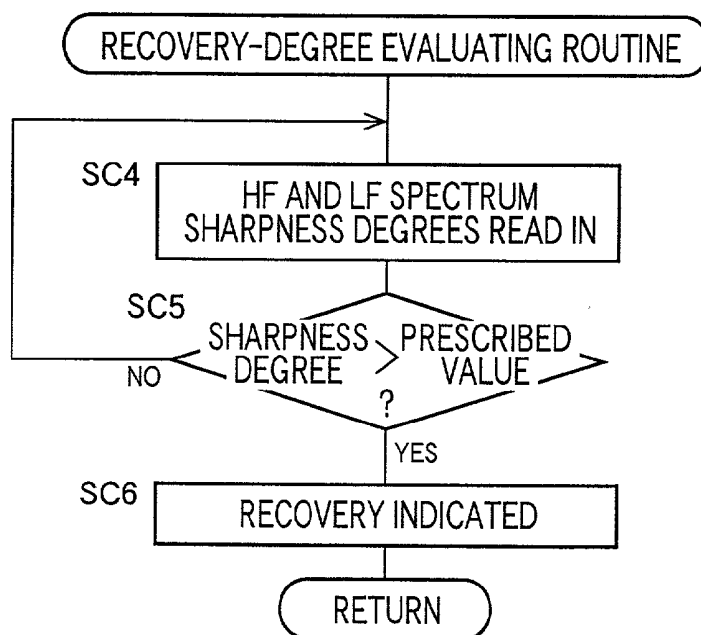 RECOVERY-DEGREE EVALUATING ROUTINE
SC4
HF AND LF SPECTRUM
SHARPNESS DEGREES READ IN
SC5
SHARPNESS DEGREE > PRESCRIBED VALUE
?
NO
YES
SC6
RECOVERY INDICATED
RETURN